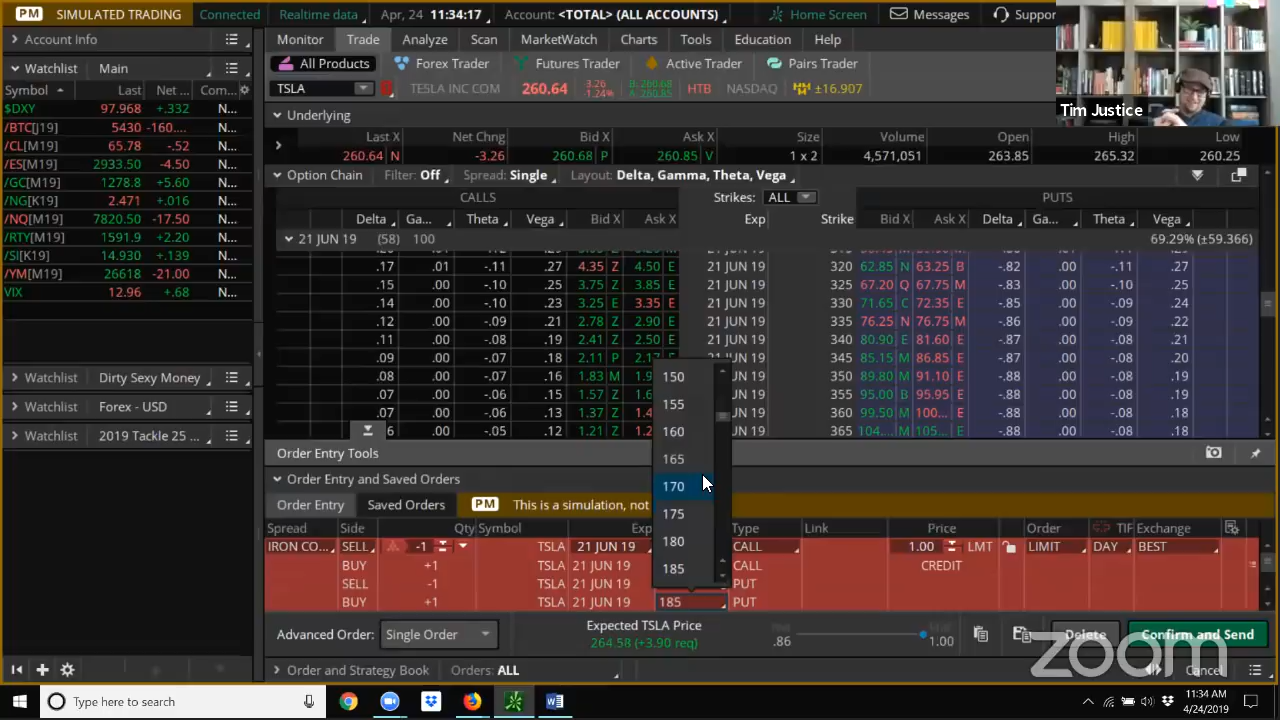 PM SIMULATED TRADING Connected Realtime data Apr, 24 11:34:17 Account: <TOTAL> (ALL ACCOUNTS) Home Screen Messages Suppor
Account Info
Watchlist Main
Symbol Last Net ... Com...
$DXY 97.968 +.332 N...
/BTC[J19] 5430 -160.... N...
/CL[M19] 65.78 -.52 N...
/ES[M19] 2933.50 -4.50 N...
/GC[M19] 1278.8 +5.60 N...
/NG[K19] 2.471 +.016 N...
/NQ[M19] 7820.50 -17.50 N...
/RTY[M19] 1591.9 +2.20 N...
/SI[K19] 14.930 +.139 N...
/YM[M19] 26618 -21.00 N...
VIX 12.96 +.68 N...
Watchlist Dirty Sexy Money
Watchlist Forex - USD
Watchlist 2019 Tackle 25 ...
Monitor Trade Analyze Scan MarketWatch Charts Tools Education Help
All Products Forex Trader Futures Trader Active Trader Pairs Trader
TSLA TESLA INC COM 260.64 3.26 -1.24% B: 260.68 A: 260.85 HTB NASDAQ ±16.907
Tim Justice
Underlying
Last X Net Chng Bid X Ask X Size Volume Open High Low
260.64 N -3.26 260.68 P 260.85 V 1 x 2 4,571,051 263.85 265.32 260.25
Option Chain Filter: Off Spread: Single Layout: Delta, Gamma, Theta, Vega
CALLS Strikes: ALL PUTS
Delta Ga... Theta Vega Bid X Ask X Exp Strike Bid X Ask X Delta Ga... Theta Vega
21 JUN 19 (58) 100 69.29% (±59.366)
.17 .01 -.11 .27 4.35 Z 4.50 E 21 JUN 19 320 62.85 N 63.25 B -.82 .00 -.11 .27
.15 .00 -.10 .25 3.75 Z 3.85 E 21 JUN 19 325 67.20 Q 67.75 M -.83 .00 -.10 .25
.14 .00 -.10 .23 3.25 E 3.35 E 21 JUN 19 330 71.65 C 72.35 E -.85 .00 -.09 .24
.12 .00 -.09 .21 2.78 Z 2.90 E 21 JUN 19 335 76.25 N 76.75 M -.86 .00 -.09 .22
.11 .00 -.08 .19 2.41 Z 2.50 E 21 JUN 19 340 80.90 E 81.60 E -.87 .00 -.08 .21
.09 .00 -.07 .18 2.11 P 21 JUN 19 345 85.15 M 86.85 E -.87 .00 -.08 .20
.08 .00 -.07 .16 1.83 M 1.9 350 89.80 M 91.10 E -.88 .00 -.08 .19
.07 .00 -.06 .15 1.57 Z 1.6 355 95.00 B 95.95 E -.88 .00 -.08 .19
.07 .00 -.06 .13 1.37 Z 1.4 360 99.50 M 100... E -.88 .00 -.08 .18
6 .00 -.05 .12 1.21 Z 365 104.... M 105... E -.88 .00 -.08 .18
150
155
160
165
170
175
180
185
Order Entry Tools
Order Entry and Saved Orders
Order Entry Saved Orders PM This is a simulation, not
Spread Side Qty Symbol Exp Type Link Price Order TIF Exchange
IRON CO... SELL -1 TSLA 21 JUN 19 CALL 1.00 LMT LIMIT DAY BEST
BUY +1 TSLA 21 JUN 19 CALL CREDIT
SELL -1 TSLA 21 JUN 19 PUT
BUY +1 TSLA 21 JUN 19 185 PUT
Advanced Order: Single Order Expected TSLA Price 264.58 (+3.90 req) .86 1.00 Delete Confirm and Send
zoom
Order and Strategy Book Orders: ALL Cancel
Type here to search
11:34 AM
4/24/2019